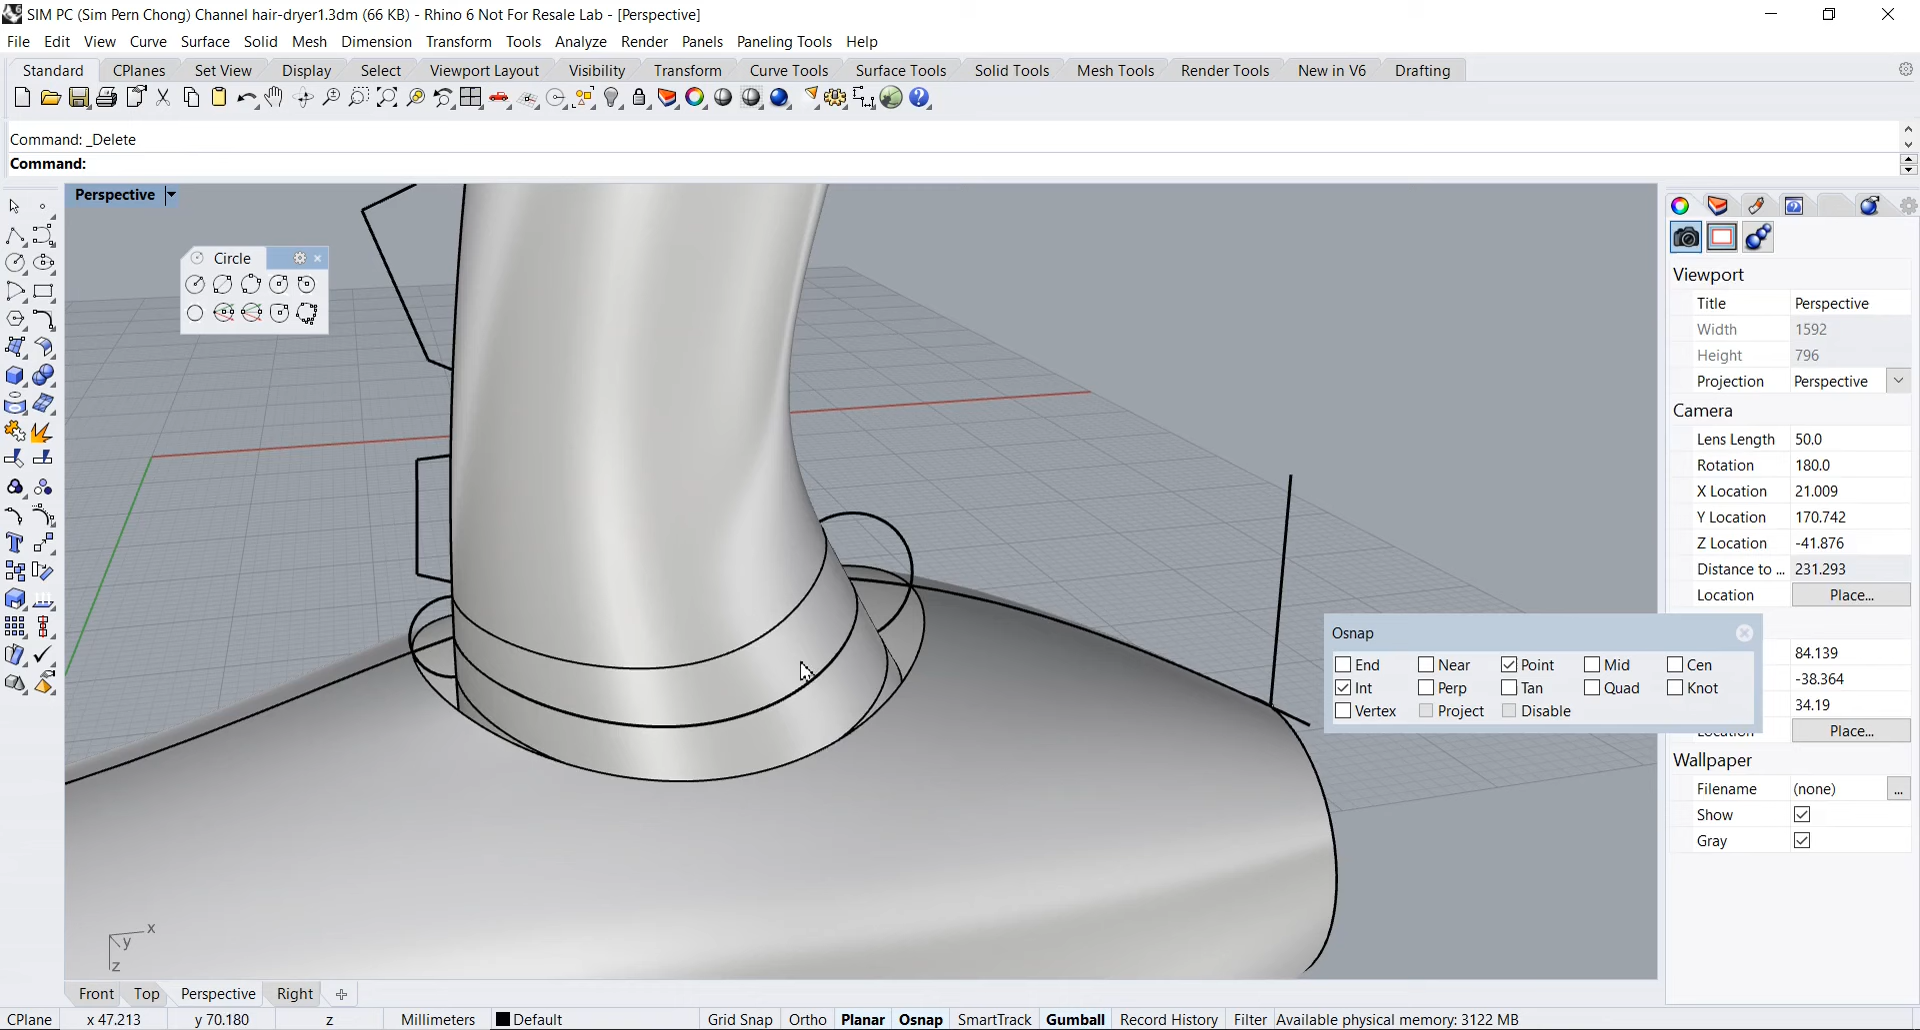 SIM PC (Sim Pern Chong) Channel hair-dryer1.3dm (66 KB) - Rhino 6 Not For Resale Lab - [Perspective]
File Edit View Curve Surface Solid Mesh Dimension Transform Tools Analyze Render Panels Paneling Tools Help
Standard CPlanes Set View Display Select Viewport Layout Visibility Transform Curve Tools Surface Tools Solid Tools Mesh Tools Render Tools New in V6 Drafting
Command: _Delete
Command:
Perspective
Circle
Viewport
Title Perspective
Width 1592
Height 796
Projection Perspective
Camera
Lens Length 50.0
Rotation 180.0
X Location 21.009
Y Location 170.742
Z Location -41.876
Distance to ... 231.293
Location Place...
Osnap
End Near Point Mid Cen
Int Perp Tan Quad Knot
Vertex Project Disable
84.139
-38.364
34.19
Place...
Wallpaper
Filename (none) ...
Show
Gray
x
y
z
Front Top Perspective Right
CPlane x 47.213 y 70.180 z Millimeters Default Grid Snap Ortho Planar Osnap SmartTrack Gumball Record History Filter Available physical memory: 3122 MB